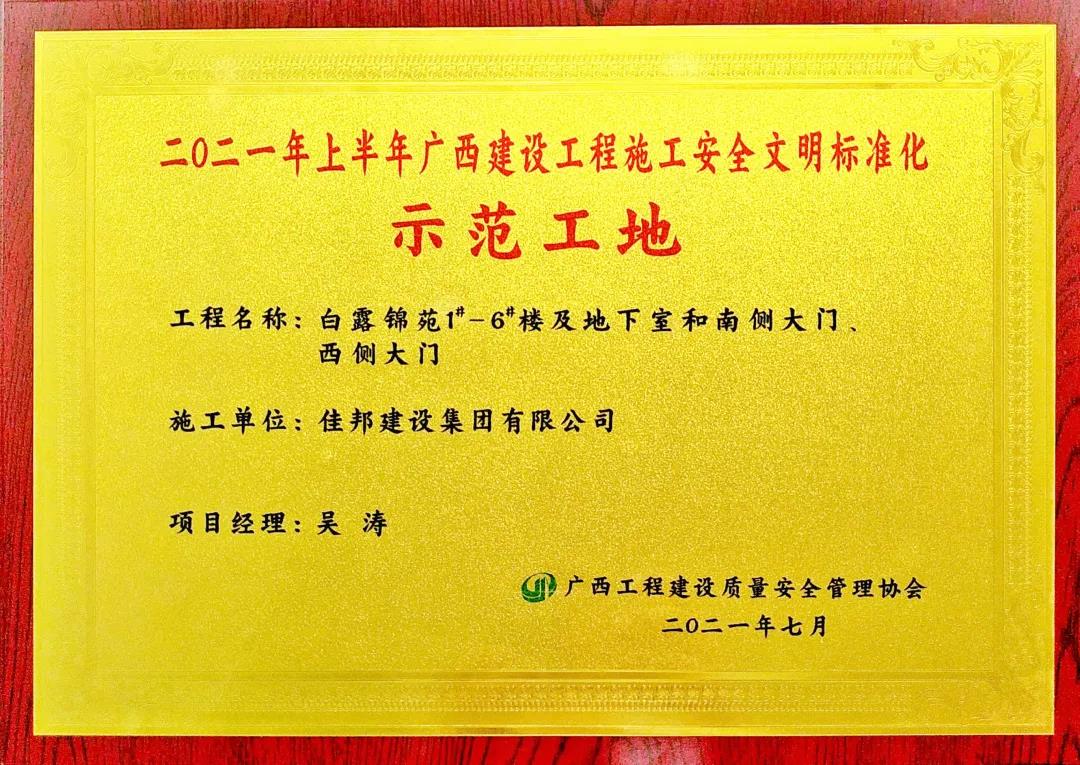 二〇二一年上半年广西建设工程施工安全文明标准化
示范工地
工程名称：白露锦苑1#-6#楼及地下室和南侧大门、
西侧大门
施工单位：佳邦建设集团有限公司
项目经理：吴 涛
广西工程建设质量安全管理协会
二〇二一年七月